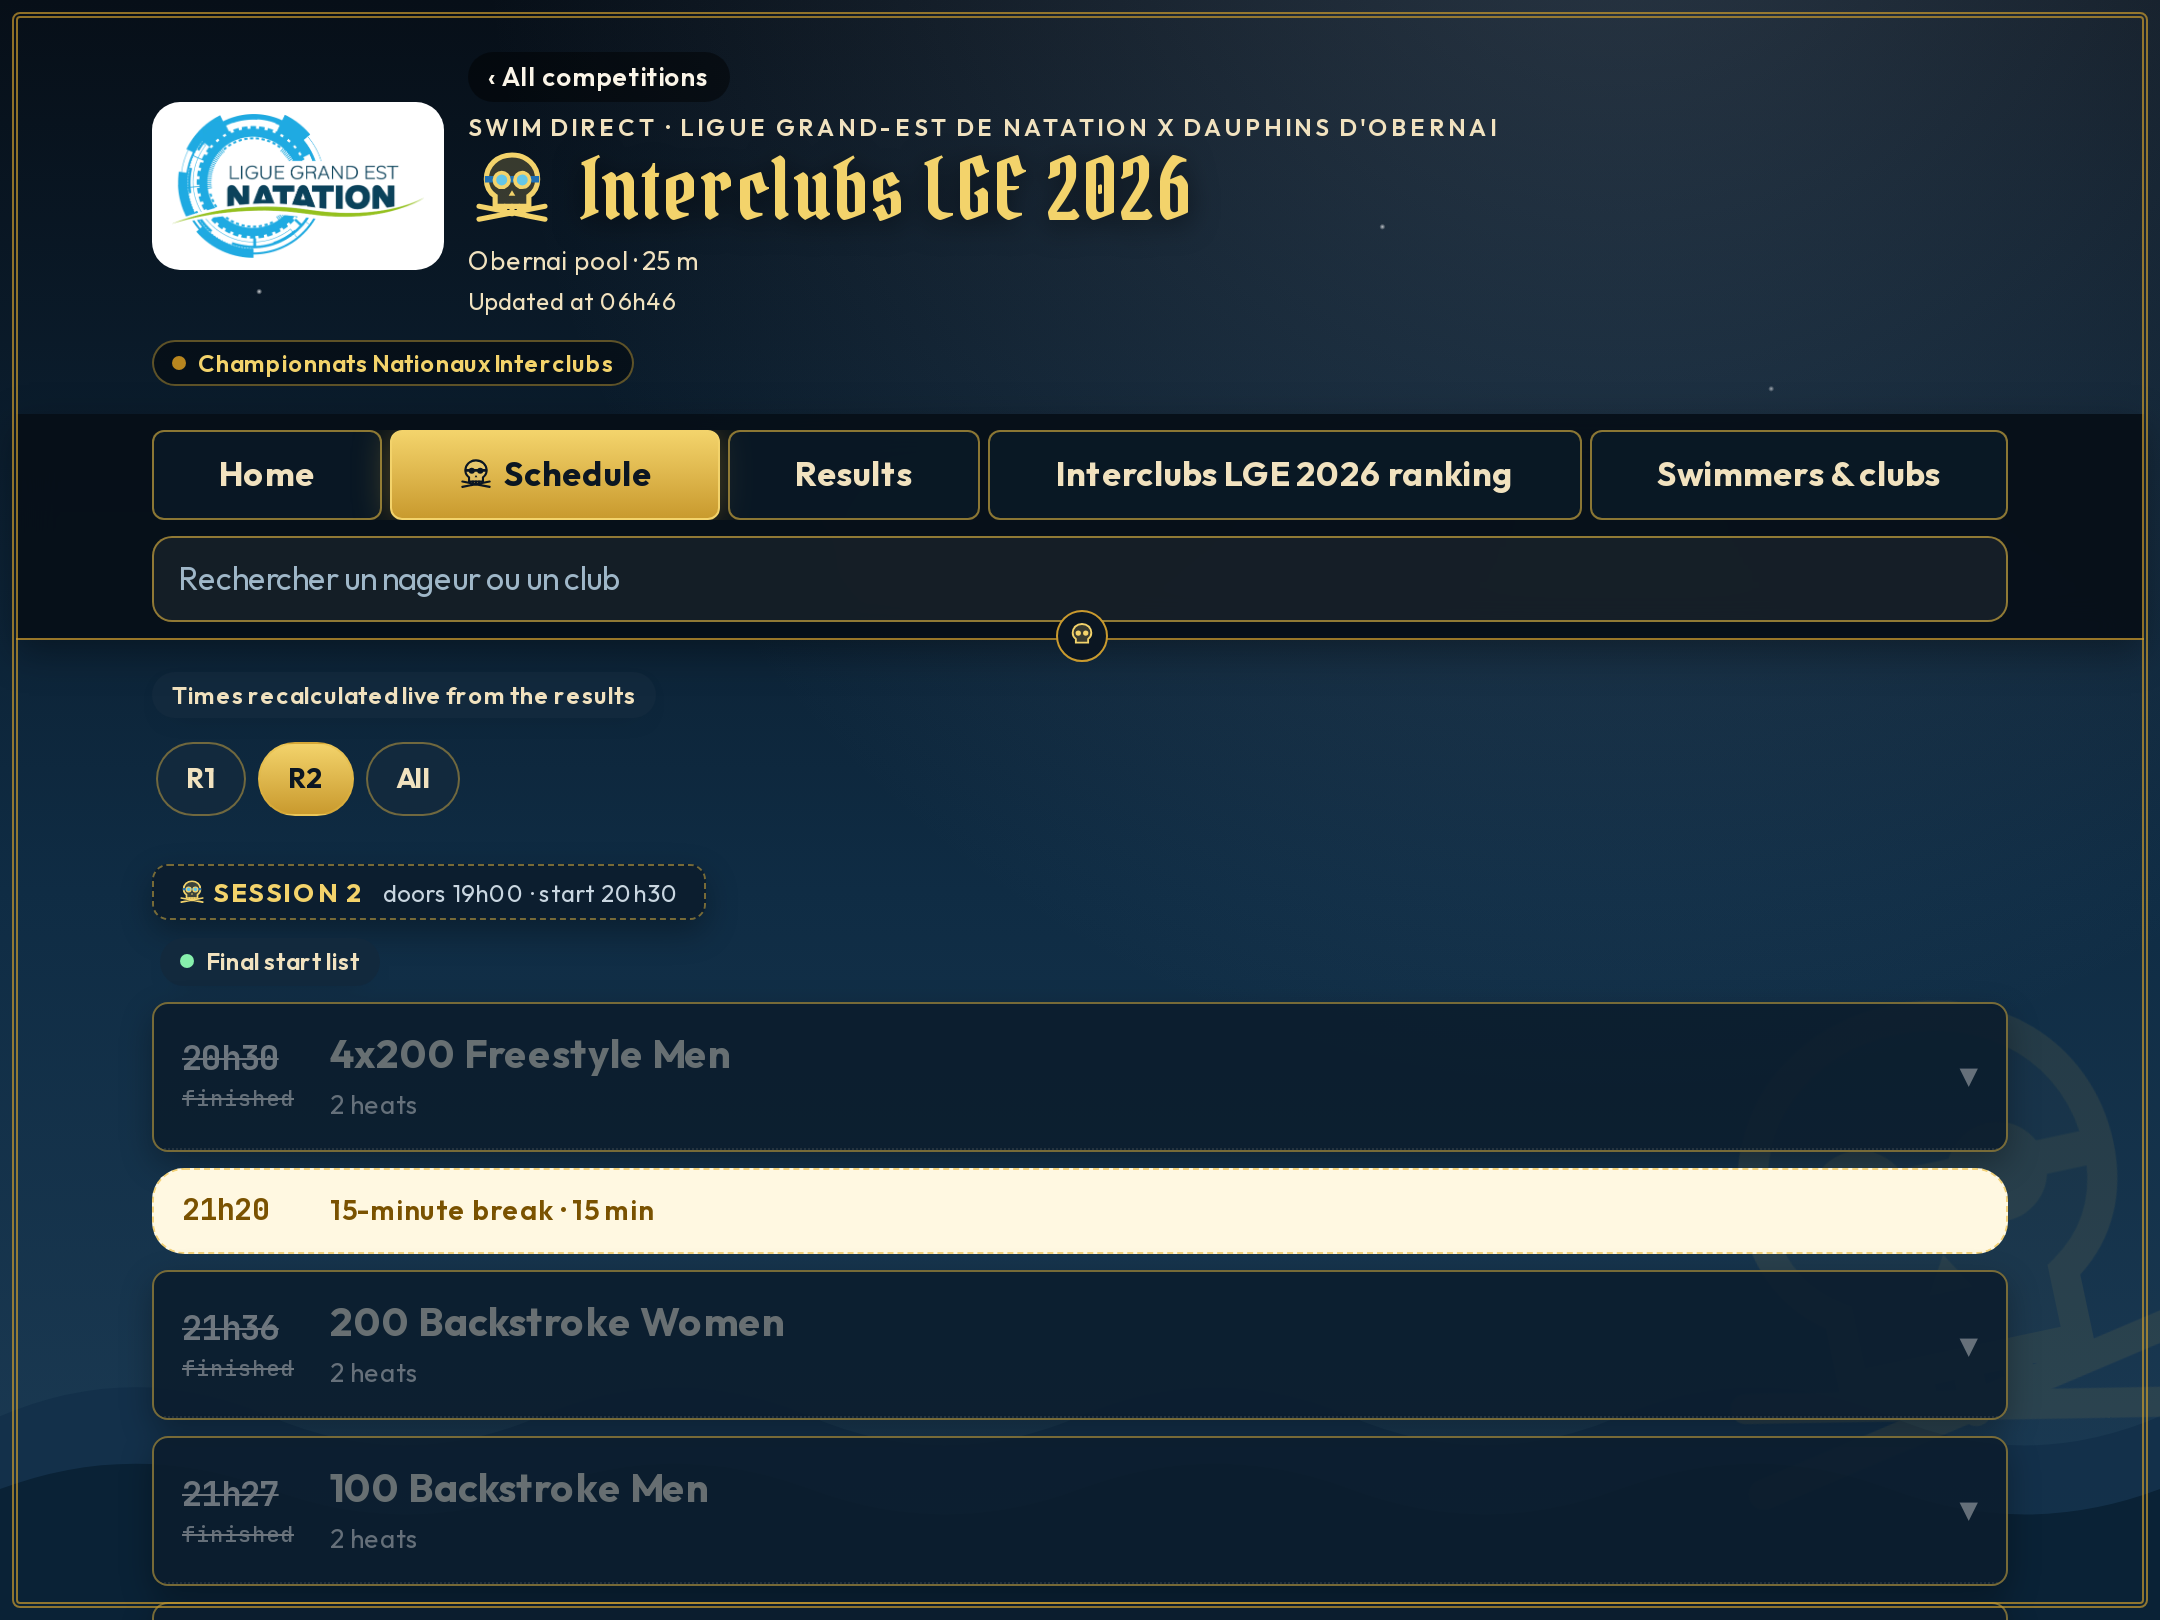 ‹ All competitions
SWIM DIRECT · LIGUE GRAND-EST DE NATATION X DAUPHINS D'OBERNAI
LIGUE GRAND EST
NATATION
Interclubs LGE 2026
Obernai pool · 25 m
Updated at 06h46
Championnats Nationaux Interclubs
Home
Schedule
Results
Interclubs LGE 2026 ranking
Swimmers & clubs
Rechercher un nageur ou un club
Times recalculated live from the results
R1
R2
All
SESSION 2 doors 19h00 · start 20h30
Final start list
20h30 4x200 Freestyle Men
finished 2 heats
21h20 15-minute break · 15 min
21h36 200 Backstroke Women
finished 2 heats
21h27 100 Backstroke Men
finished 2 heats